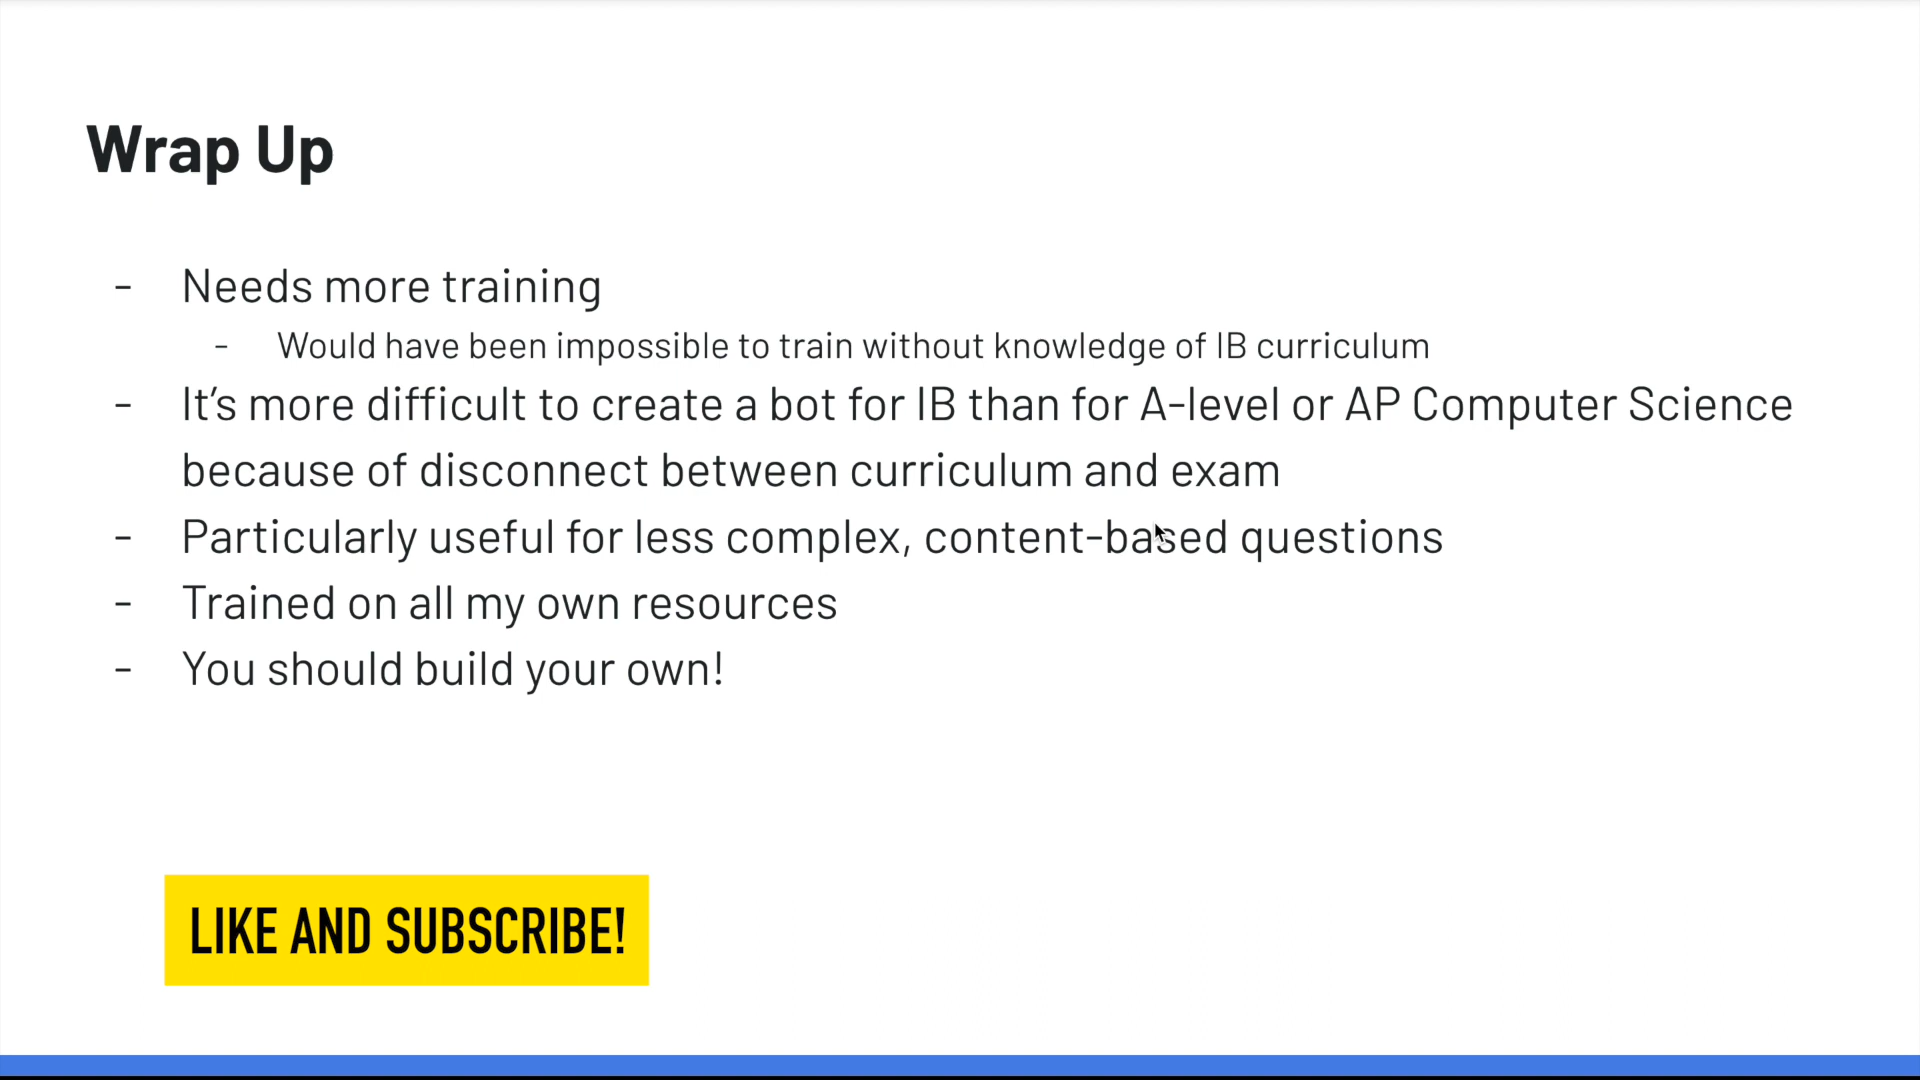 Wrap Up
- Needs more training
- Would have been impossible to train without knowledge of IB curriculum
- It’s more difficult to create a bot for IB than for A-level or AP Computer Science
because of disconnect between curriculum and exam
- Particularly useful for less complex, content-based questions
- Trained on all my own resources
- You should build your own!
LIKE AND SUBSCRIBE!